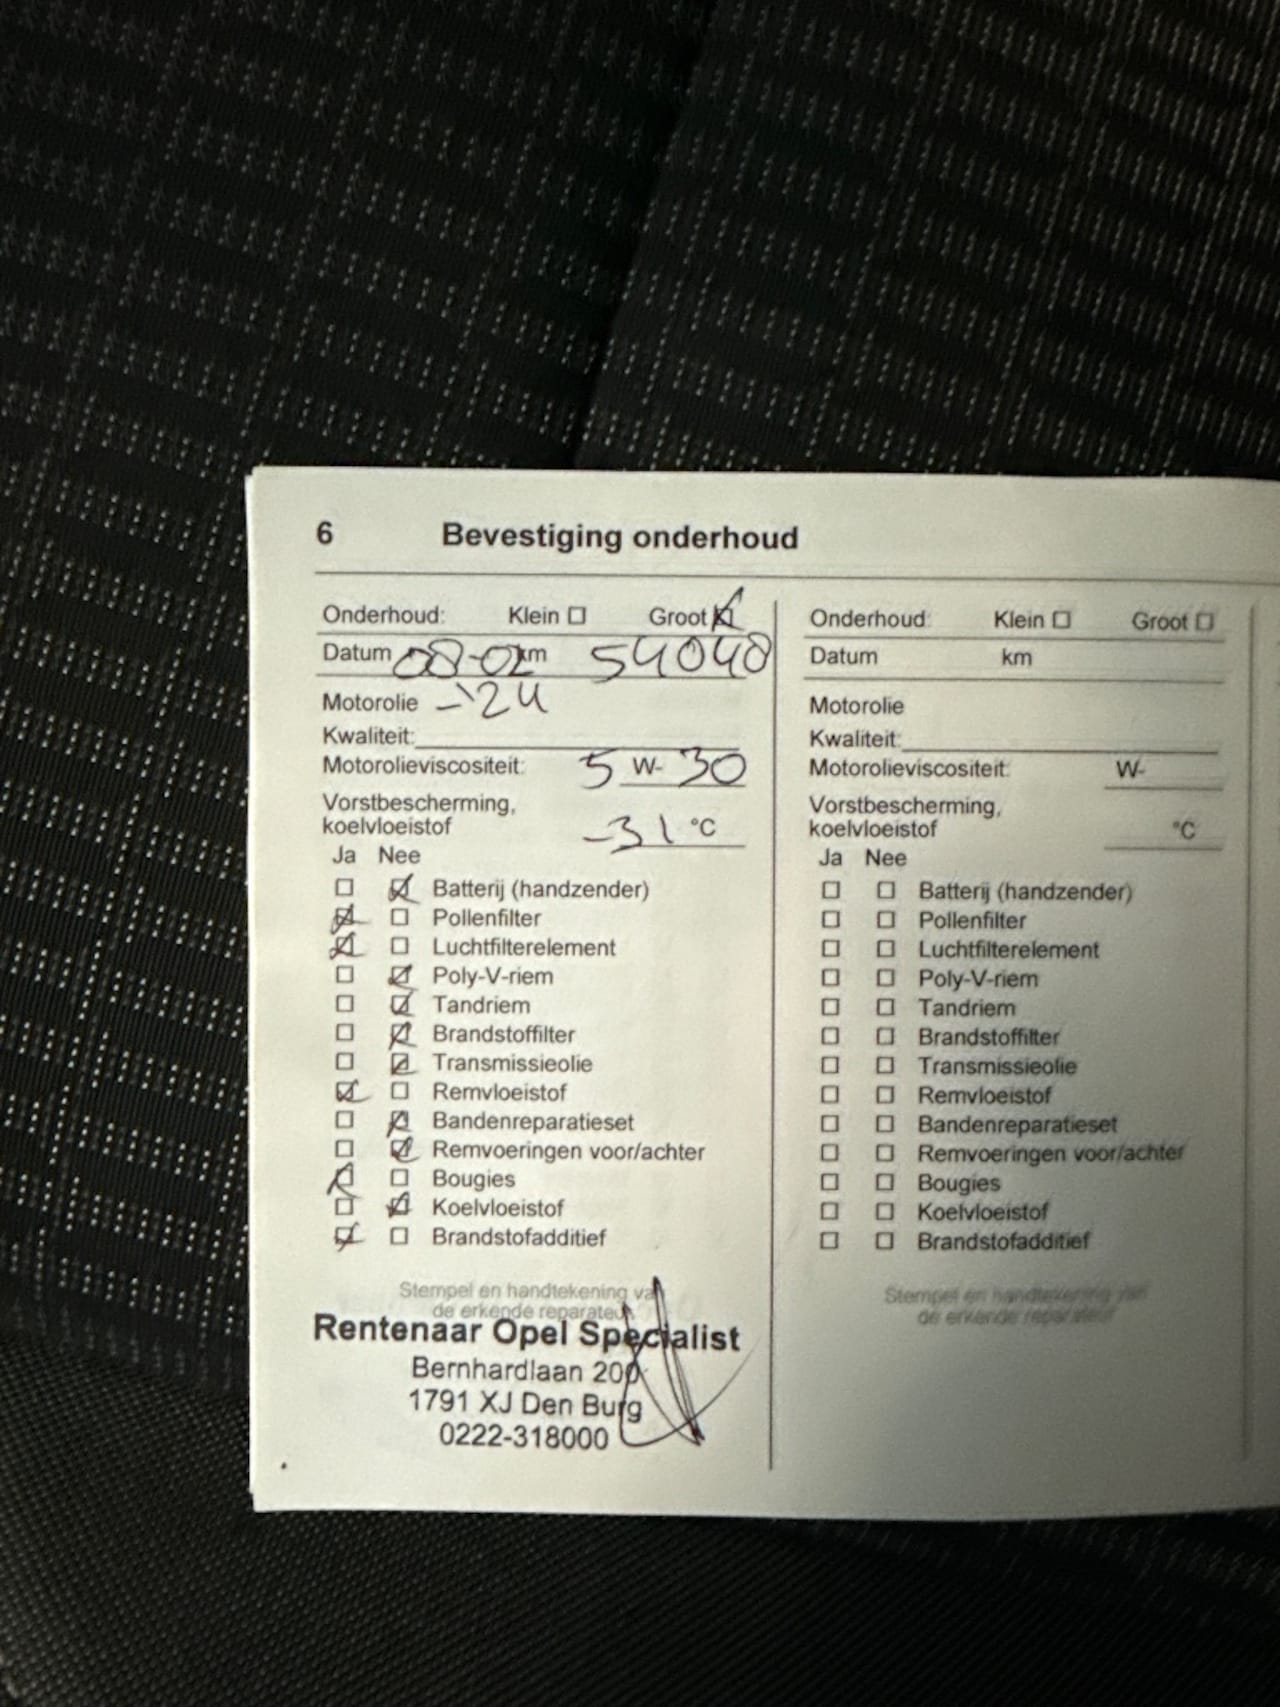 6 Bevestiging onderhoud
Onderhoud: Klein ☐ Groot ☒
Datum 08-02 km 54048
Motorolie -'24
Kwaliteit:
Motorolieviscositeit: 5 W- 30
Vorstbescherming,
koelvloeistof -31 °C
Ja Nee
☐ ☒ Batterij (handzender)
☒ ☐ Pollenfilter
☒ ☐ Luchtfilterelement
☐ ☒ Poly-V-riem
☐ ☒ Tandriem
☐ ☒ Brandstoffilter
☐ ☒ Transmissieolie
☒ ☐ Remvloeistof
☐ ☒ Bandenreparatieset
☐ ☒ Remvoeringen voor/achter
☒ ☐ Bougies
☐ ☒ Koelvloeistof
☒ ☐ Brandstofadditief
Stempel en handtekening van
de erkende reparateur
Rentenaar Opel Specialist
Bernhardlaan 200
1791 XJ Den Burg
0222-318000
Onderhoud: Klein ☐ Groot ☐
Datum km
Motorolie
Kwaliteit:
Motorolieviscositeit: W-
Vorstbescherming,
koelvloeistof °C
Ja Nee
☐ ☐ Batterij (handzender)
☐ ☐ Pollenfilter
☐ ☐ Luchtfilterelement
☐ ☐ Poly-V-riem
☐ ☐ Tandriem
☐ ☐ Brandstoffilter
☐ ☐ Transmissieolie
☐ ☐ Remvloeistof
☐ ☐ Bandenreparatieset
☐ ☐ Remvoeringen voor/achter
☐ ☐ Bougies
☐ ☐ Koelvloeistof
☐ ☐ Brandstofadditief
Stempel en handtekening van
de erkende reparateur